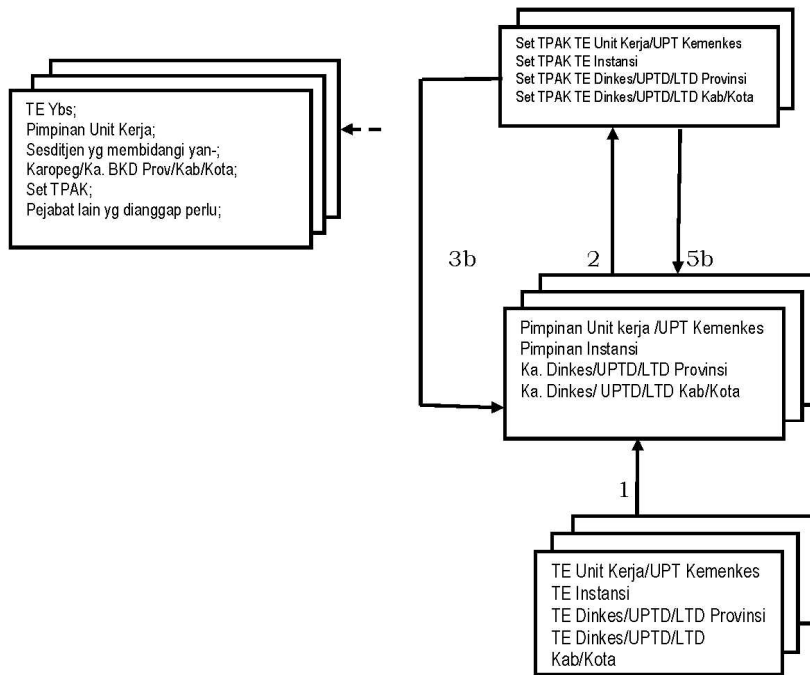 Set TPAK TE Unit Kerja/UPT Kemenkes
Set TPAK TE Instansi
Set TPAK TE Dinkes/UPTD/LTD Provinsi
Set TPAK TE Dinkes/UPTD/LTD Kab/Kota
TE Ybs;
Pimpinan Unit Kerja;
Sesditjen yg membidangi yan-;
Karopeg/Ka. BKD Prov/Kab/Kota;
Set TPAK;
Pejabat lain yg dianggap perlu;
3b
2
5b
Pimpinan Unit kerja /UPT Kemenkes
Pimpinan Instansi
Ka. Dinkes/UPTD/LTD Provinsi
Ka. Dinkes/ UPTD/LTD Kab/Kota
1
TE Unit Kerja/UPT Kemenkes
TE Instansi
TE Dinkes/UPTD/LTD Provinsi
TE Dinkes/UPTD/LTD
Kab/Kota